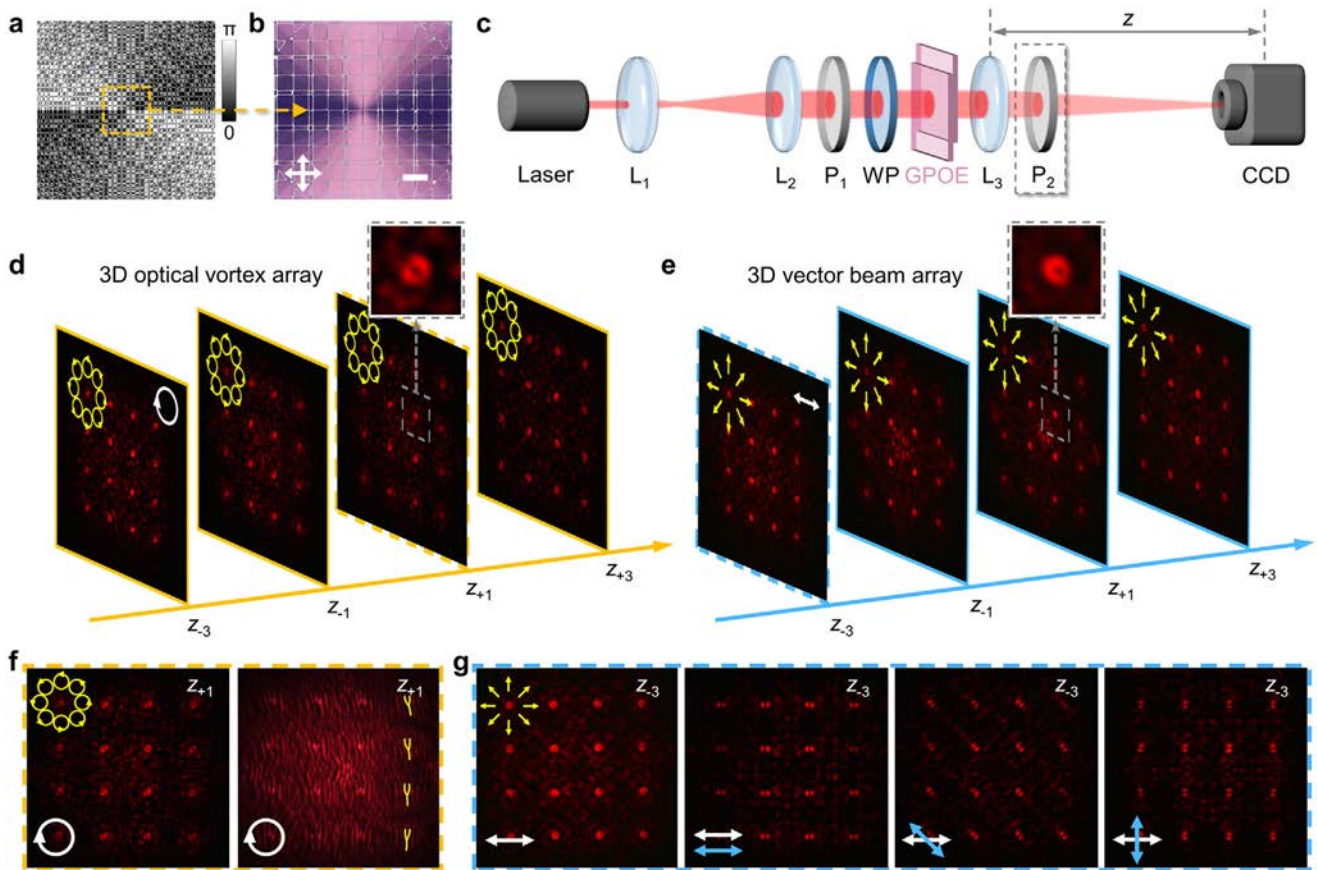 a
π
0
b
c
z
Laser
L₁
L₂
P₁
WP
GPOE
L₃
P₂
CCD
d
3D optical vortex array
z₋₃
z₋₁
z₊₁
z₊₃
e
3D vector beam array
z₋₃
z₋₁
z₊₁
z₊₃
f
z₊₁
z₊₁
g
z₋₃
z₋₃
z₋₃
z₋₃